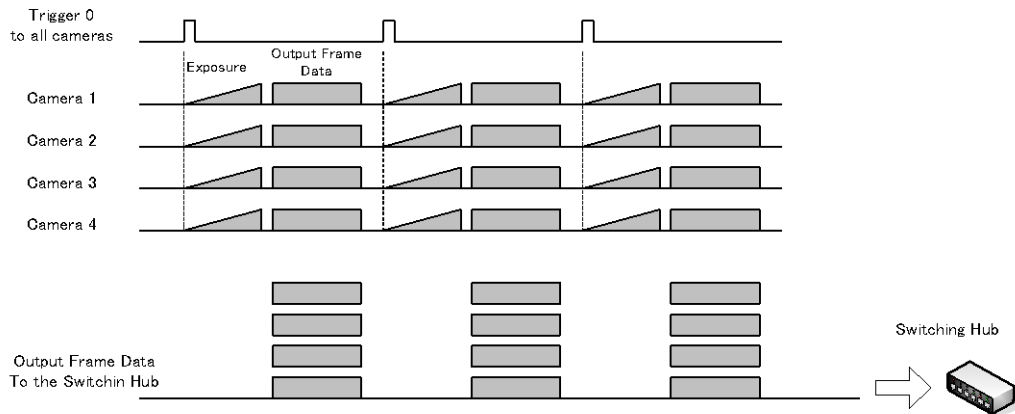 Trigger 0
to all cameras
Exposure
Output Frame
Data
Camera 1
Camera 2
Camera 3
Camera 4
Output Frame Data
To the Switchin Hub
Switching Hub